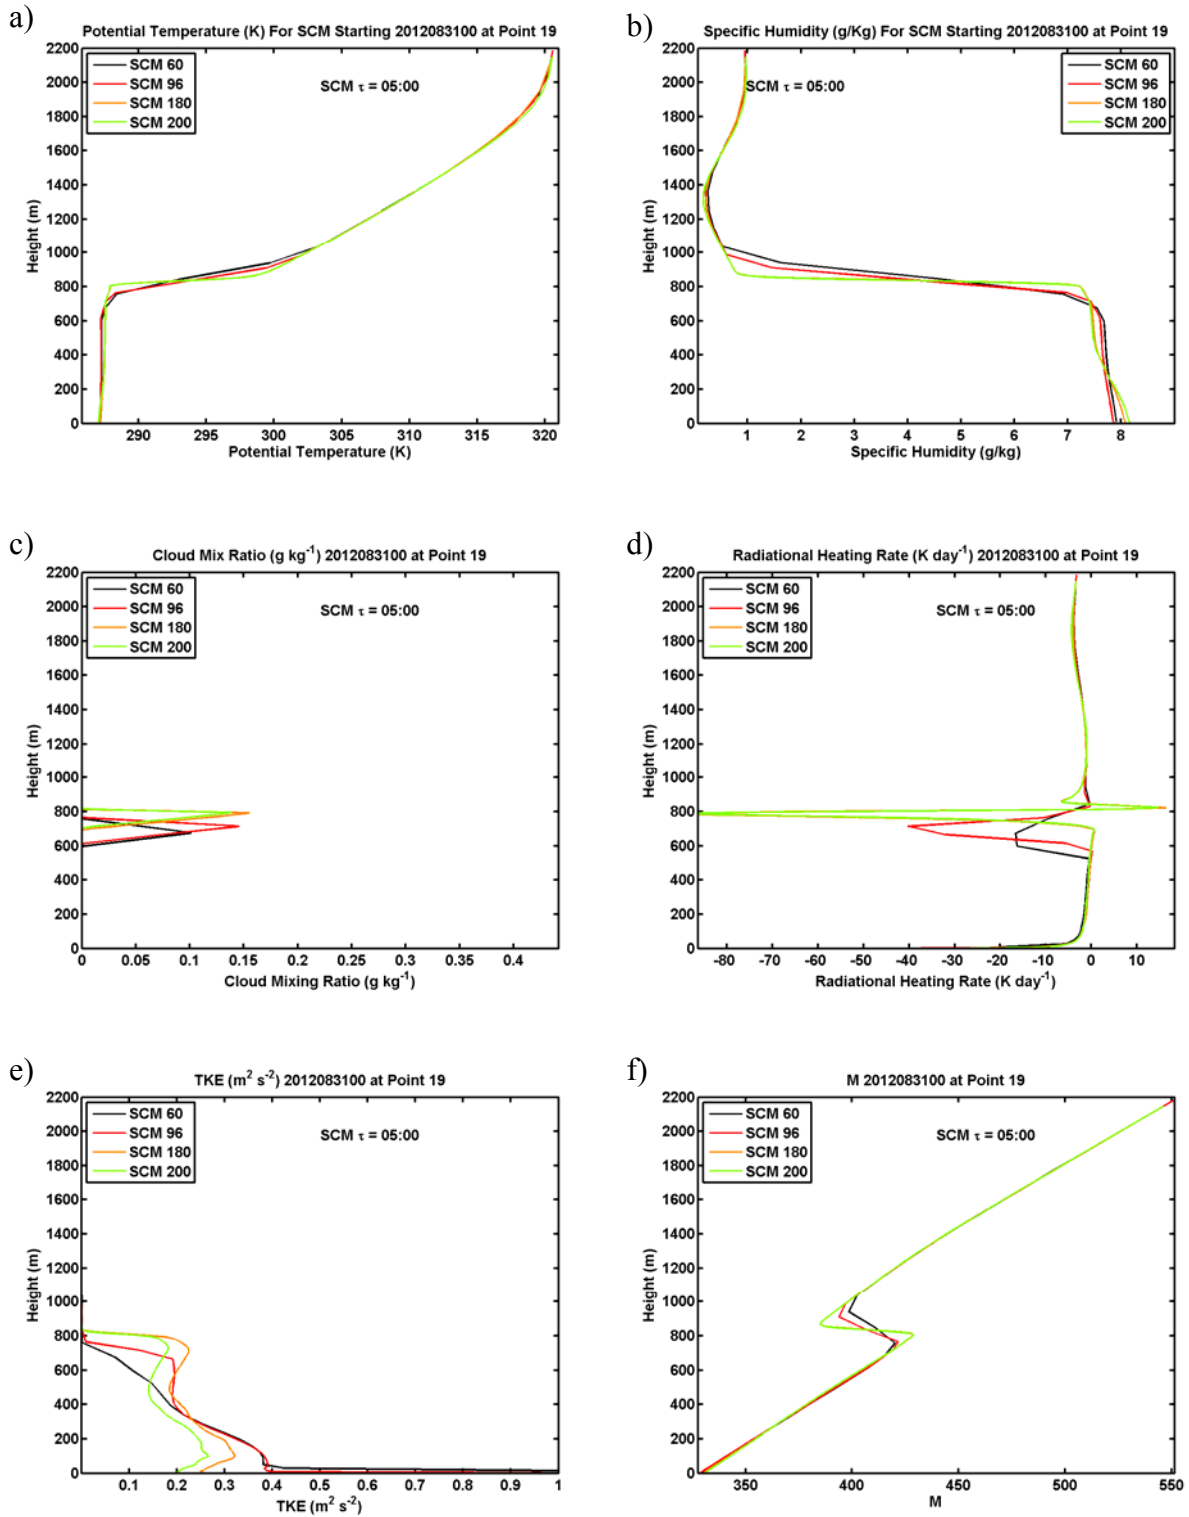 a)
Potential Temperature (K) For SCM Starting 2012083100 at Point 19
2200
2000
1800
1600
1400
1200
1000
800
600
400
200
0
Height (m)
SCM 60
SCM 96
SCM 180
SCM 200
SCM τ = 05:00
290 295 300 305 310 315 320
Potential Temperature (K)
b)
Specific Humidity (g/Kg) For SCM Starting 2012083100 at Point 19
2200
2000
1800
1600
1400
1200
1000
800
600
400
200
0
Height (m)
SCM τ = 05:00
SCM 60
SCM 96
SCM 180
SCM 200
1 2 3 4 5 6 7 8
Specific Humidity (g/kg)
c)
Cloud Mix Ratio (g kg⁻¹) 2012083100 at Point 19
2200
2000
1800
1600
1400
1200
1000
800
600
400
200
0
Height (m)
SCM 60
SCM 96
SCM 180
SCM 200
SCM τ = 05:00
0 0.05 0.1 0.15 0.2 0.25 0.3 0.35 0.4
Cloud Mixing Ratio (g kg⁻¹)
d)
Radiational Heating Rate (K day⁻¹) 2012083100 at Point 19
2200
2000
1800
1600
1400
1200
1000
800
600
400
200
0
Height (m)
SCM 60
SCM 96
SCM 180
SCM 200
SCM τ = 05:00
-80 -70 -60 -50 -40 -30 -20 -10 0 10
Radiational Heating Rate (K day⁻¹)
e)
TKE (m² s⁻²) 2012083100 at Point 19
2200
2000
1800
1600
1400
1200
1000
800
600
400
200
0
Height (m)
SCM 60
SCM 96
SCM 180
SCM 200
SCM τ = 05:00
0.1 0.2 0.3 0.4 0.5 0.6 0.7 0.8 0.9 1
TKE (m² s⁻²)
f)
M 2012083100 at Point 19
2200
2000
1800
1600
1400
1200
1000
800
600
400
200
0
Height (m)
SCM 60
SCM 96
SCM 180
SCM 200
SCM τ = 05:00
350 400 450 500 550
M